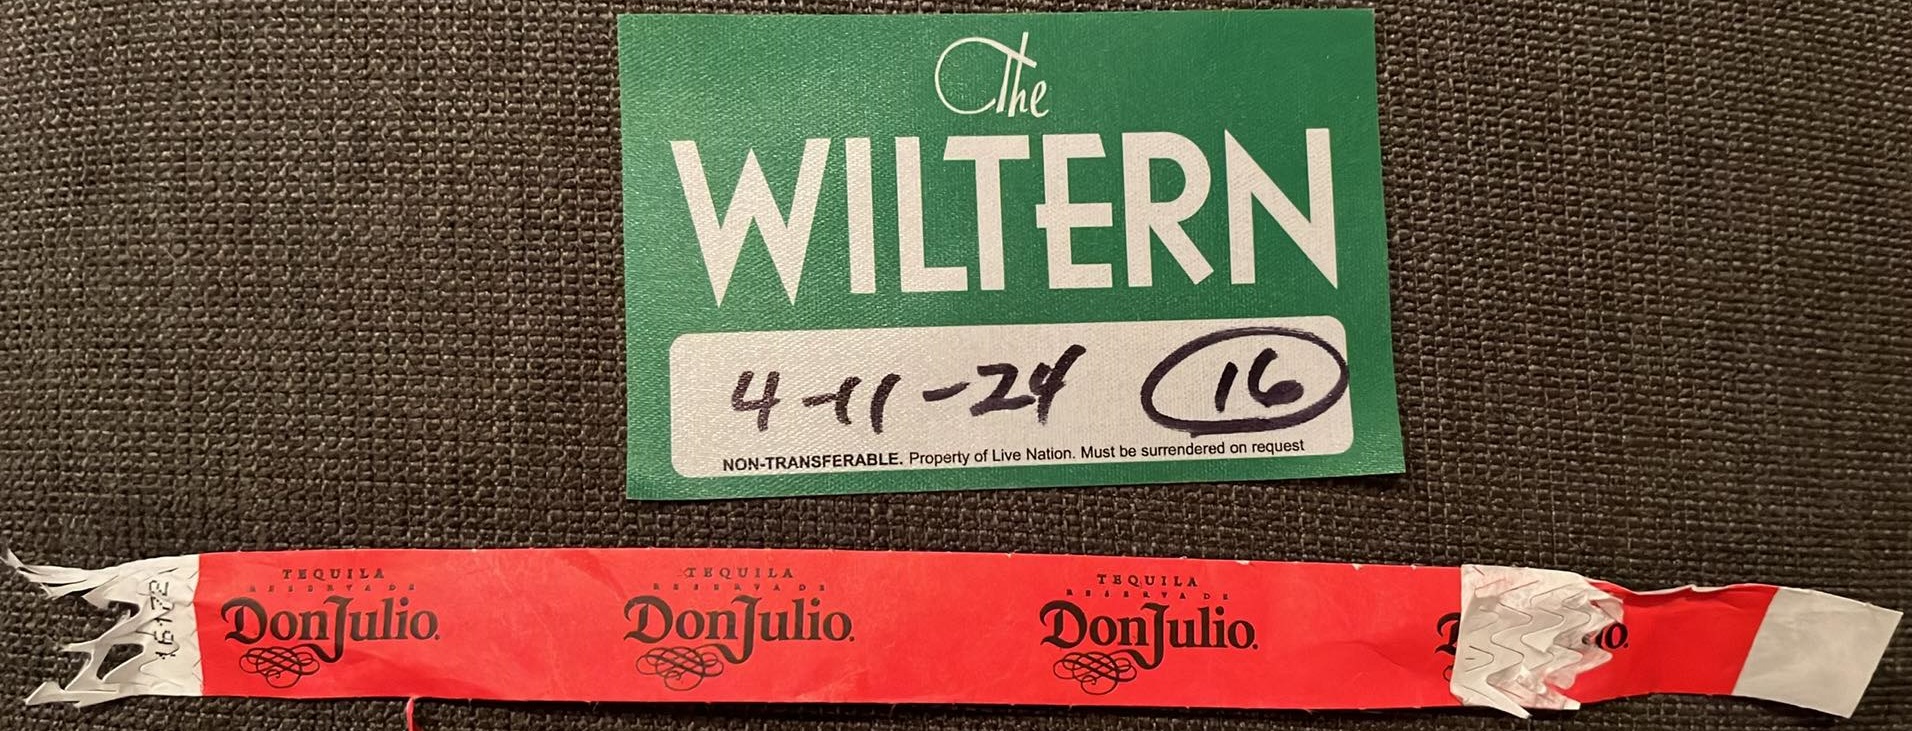 The
WILTERN
4-11-24 16
NON-TRANSFERABLE. Property of Live Nation. Must be surrendered on request
16172
TEQUILA
RESERVA DE
DonJulio.
TEQUILA
RESERVA DE
DonJulio.
TEQUILA
RESERVA DE
DonJulio.